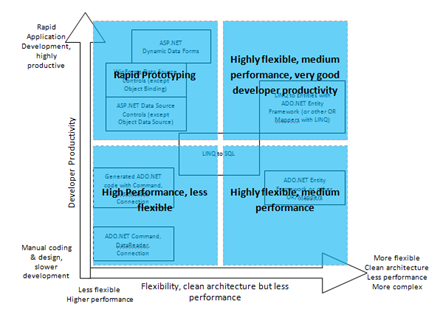 Rapid
Application
Development,
highly
productive
ASP.NET
Dynamic Data Forms
Rapid Prototyping
Controls (except
Object Binding)
ASP.NET Data Source
Controls (except
Object Data Source)
Highly flexible, medium
performance, very good
developer productivity
LINQ to Entities with
ADO.NET Entity
Framework (or other OR
Mappers with LINQ)
LINQ to SQL
Developer Productivity
Generated ADO.NET
code with Command,
Connection
High Performance, less
flexible
ADO.NET Command,
DataReader,
Connection
ADO.NET Entity
Highly flexible, medium
performance
Manual coding
& design,
slower
development
Less flexible
Higher performance
Flexibility, clean architecture but less
performance
More flexible
Clean architecture
Less performance
More complex